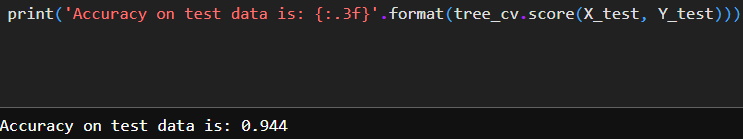 print('Accuracy on test data is: {:.3f}'.format(tree_cv.score(X_test, Y_test)))
Accuracy on test data is: 0.944